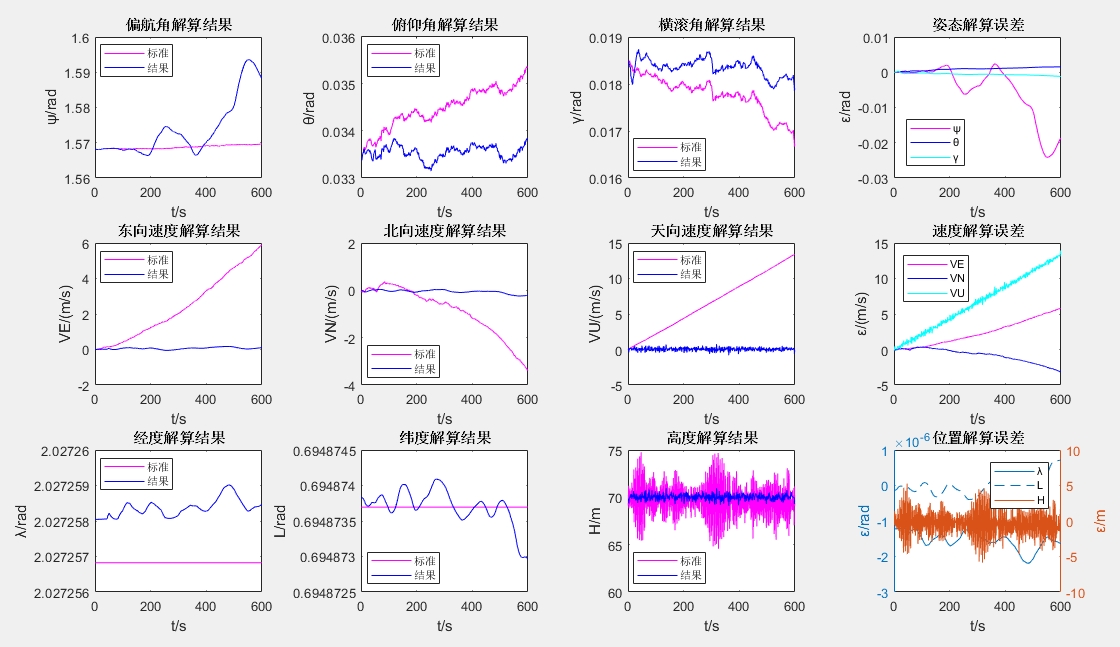 偏航角解算结果
1.6
1.59
1.58
1.57
1.56
ψ/rad
标准
结果
0 200 400 600
t/s
俯仰角解算结果
0.036
0.035
0.034
0.033
θ/rad
标准
结果
0 200 400 600
t/s
横滚角解算结果
0.019
0.018
0.017
0.016
γ/rad
标准
结果
0 200 400 600
t/s
姿态解算误差
0.01
0
-0.01
-0.02
-0.03
ε/rad
ψ
θ
γ
0 200 400 600
t/s
东向速度解算结果
6
4
2
0
-2
VE/(m/s)
标准
结果
0 200 400 600
t/s
北向速度解算结果
2
0
-2
-4
VN/(m/s)
标准
结果
0 200 400 600
t/s
天向速度解算结果
15
10
5
0
-5
VU/(m/s)
标准
结果
0 200 400 600
t/s
速度解算误差
15
10
5
0
-5
ε/(m/s)
VE
VN
VU
0 200 400 600
t/s
经度解算结果
2.02726
2.027259
2.027258
2.027257
2.027256
λ/rad
标准
结果
0 200 400 600
t/s
纬度解算结果
0.6948745
0.694874
0.6948735
0.694873
0.6948725
L/rad
标准
结果
0 200 400 600
t/s
高度解算结果
75
70
65
60
H/m
标准
结果
0 200 400 600
t/s
×10⁻⁶ 位置解算误差
1
0
-1
-2
-3
ε/rad
λ
L
H
10
5
0
-5
-10
ε/m
0 200 400 600
t/s